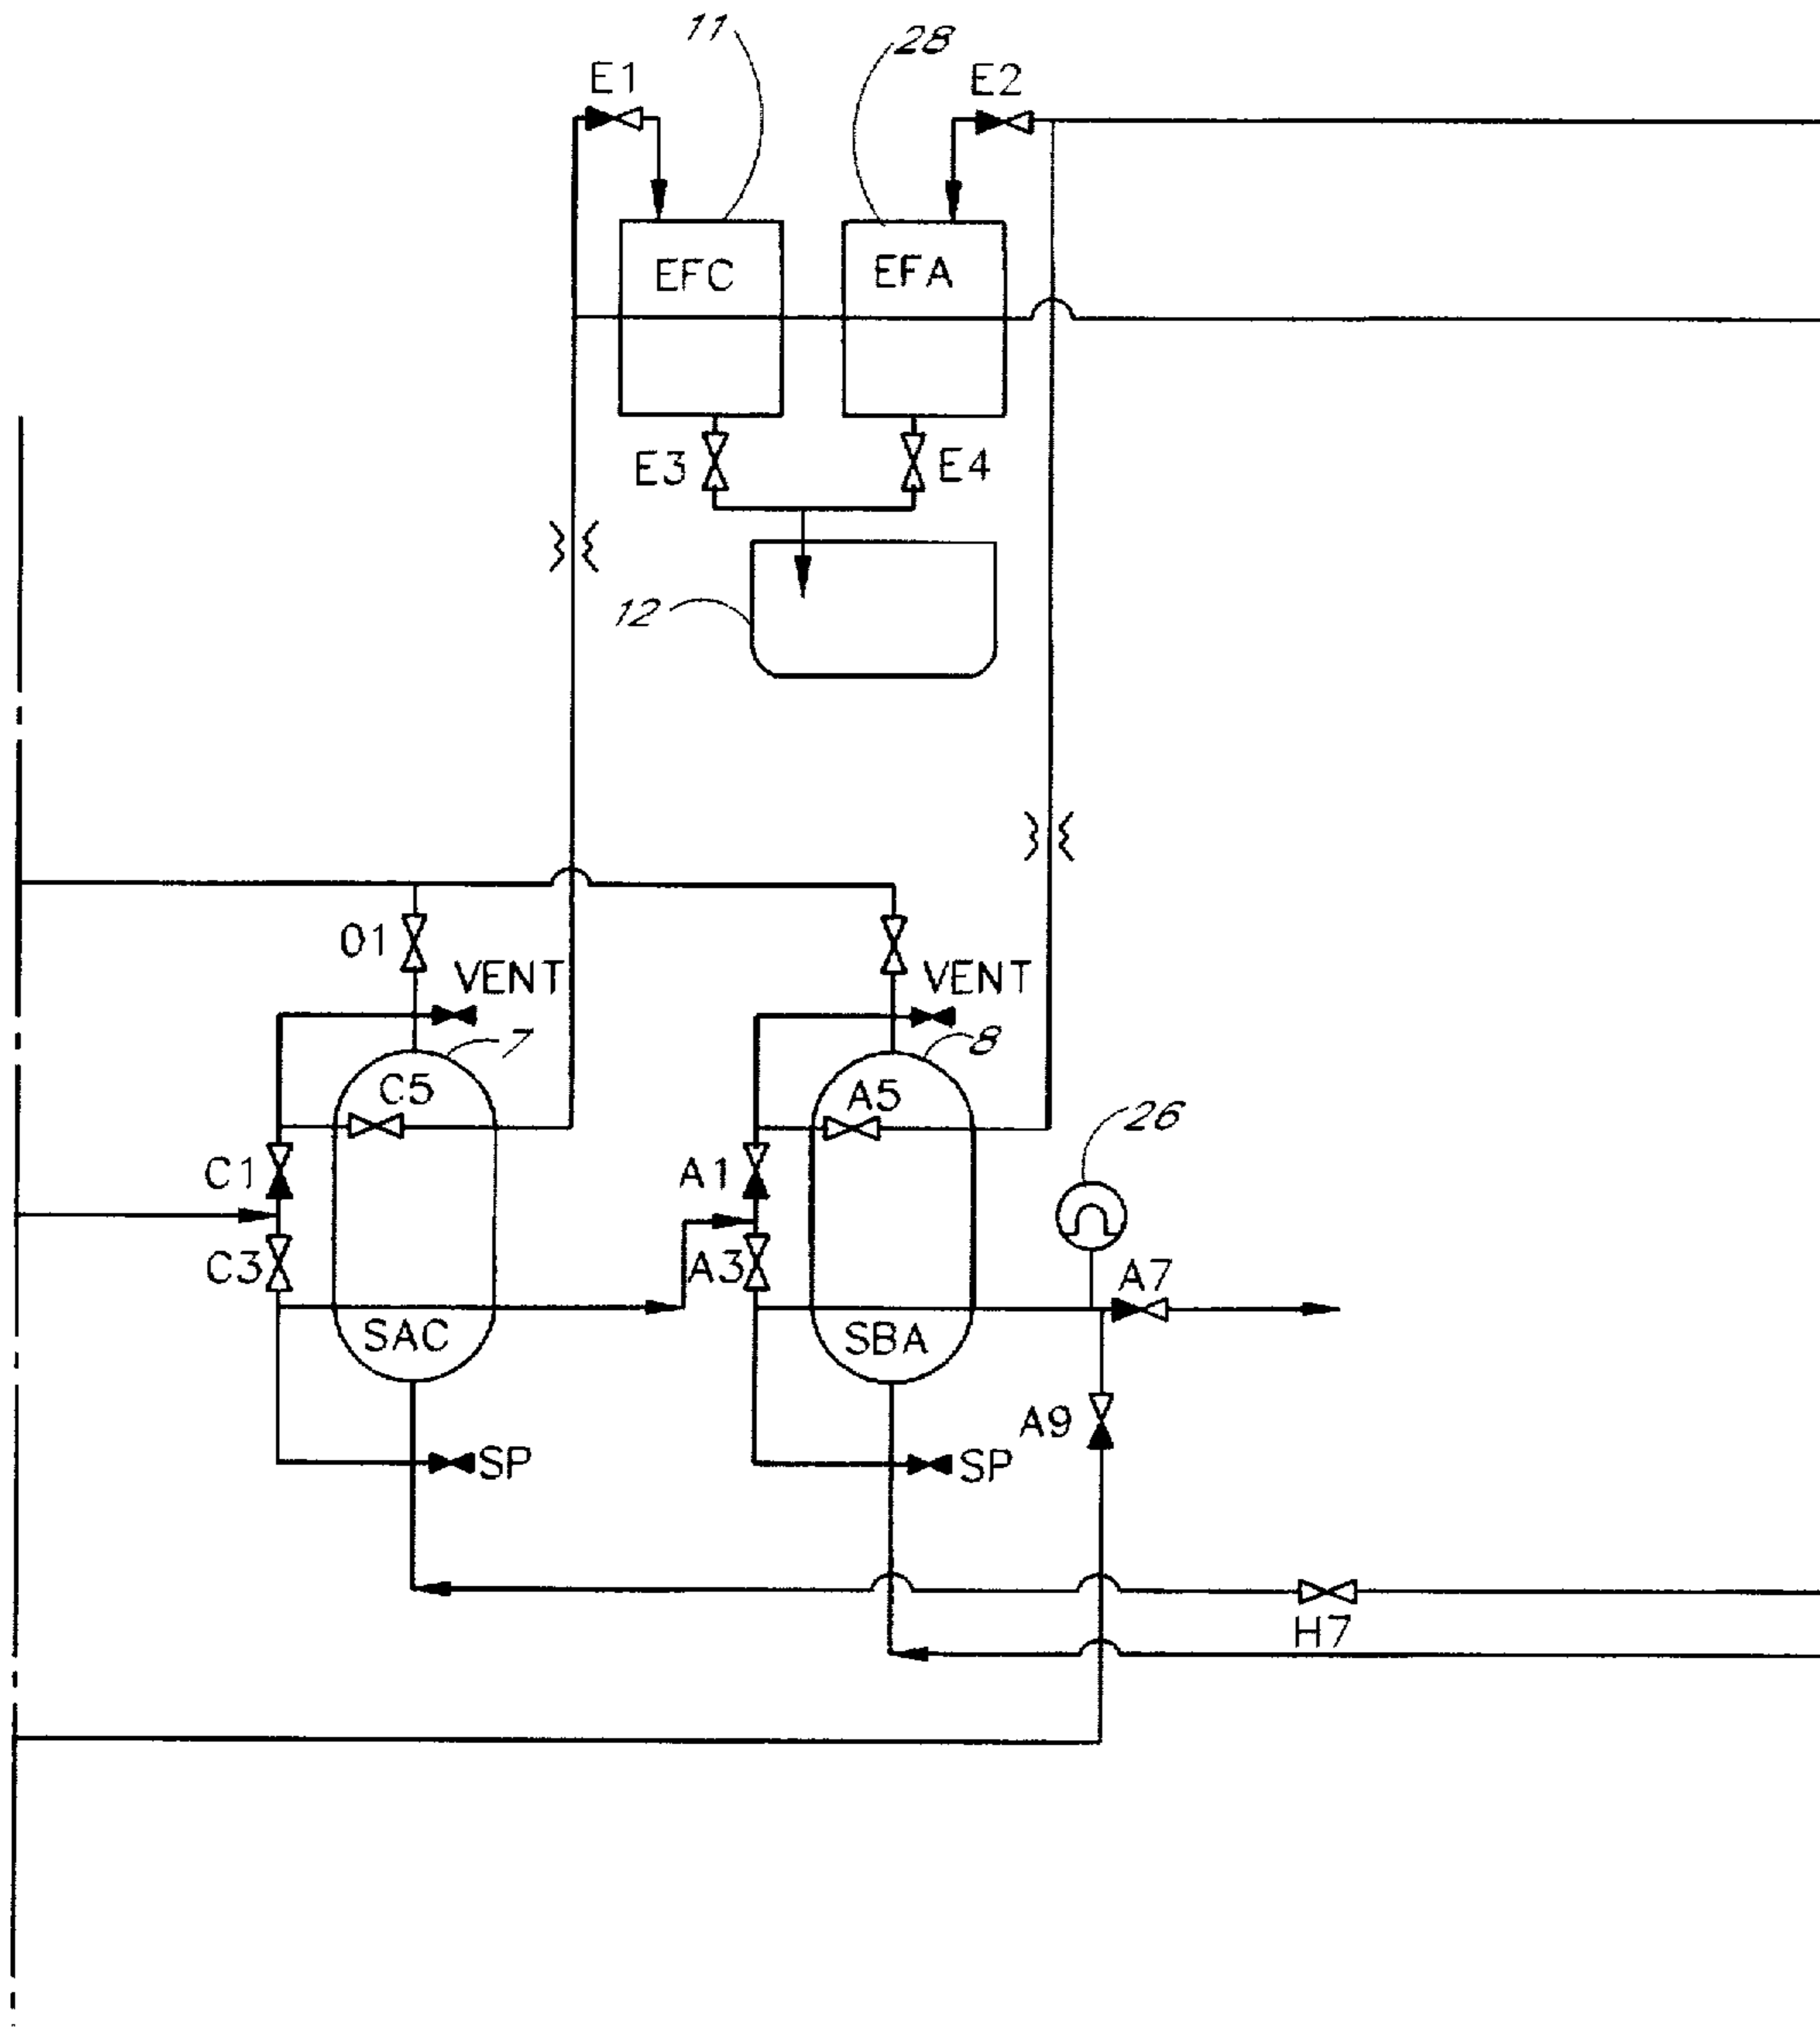 11
28
E1
E2
EFC
EFA
E3
E4
12
01
VENT
VENT
7
8
C5
A5
26
C1
A1
C3
A3
A7
SAC
SBA
A9
SP
SP
H7